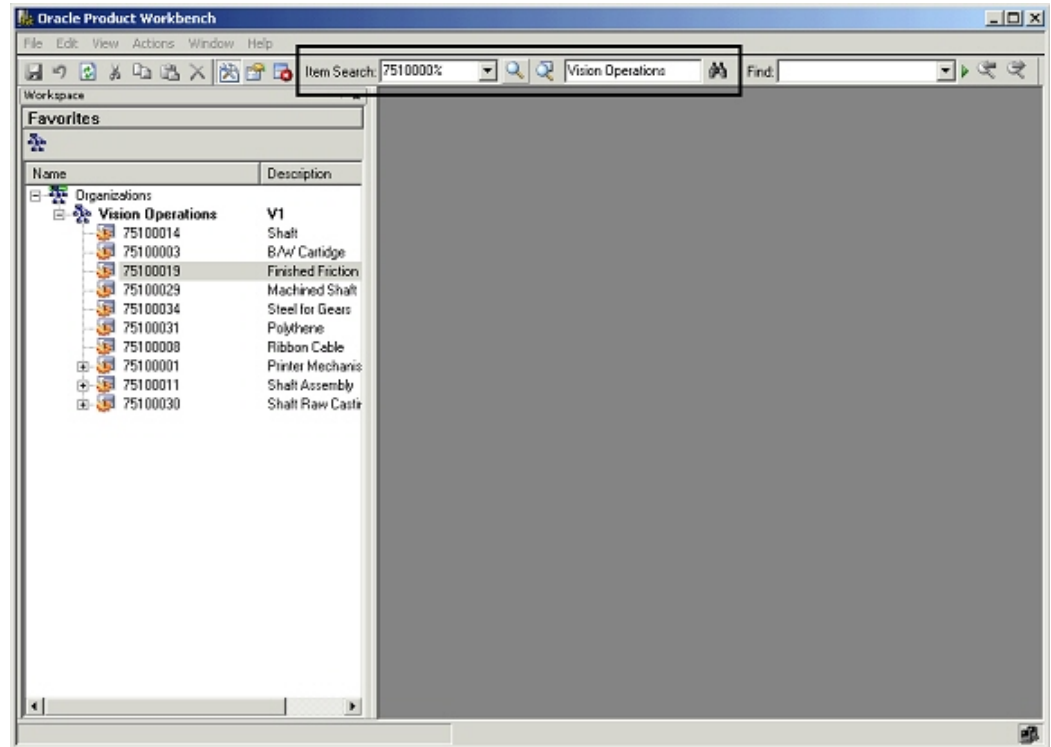 Oracle Product Workbench
File Edit View Actions Window Help
Item Search: 7510000% Vision Operations Find:
Workspace
Favorites
Name Description
Organizations
Vision Operations V1
75100014 Shaft
75100003 B/W Cartidge
75100019 Finished Friction
75100029 Machined Shaft
75100034 Steel for Gears
75100031 Polythene
75100008 Ribbon Cable
75100001 Printer Mechanis
75100011 Shaft Assembly
75100030 Shaft Raw Castir